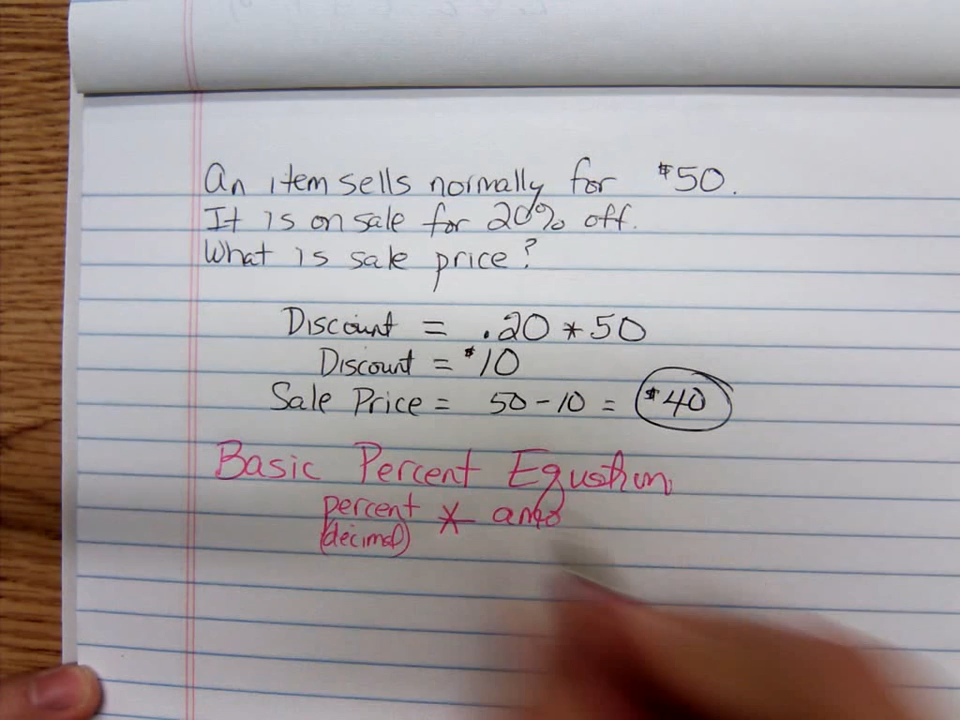 An item sells normally for $50.
It is on sale for 20% off.
What is sale price?
Discount = .20 * 50
Discount = $10
Sale Price = 50 - 10 = $40
Basic Percent Equation
percent *
(decimal)